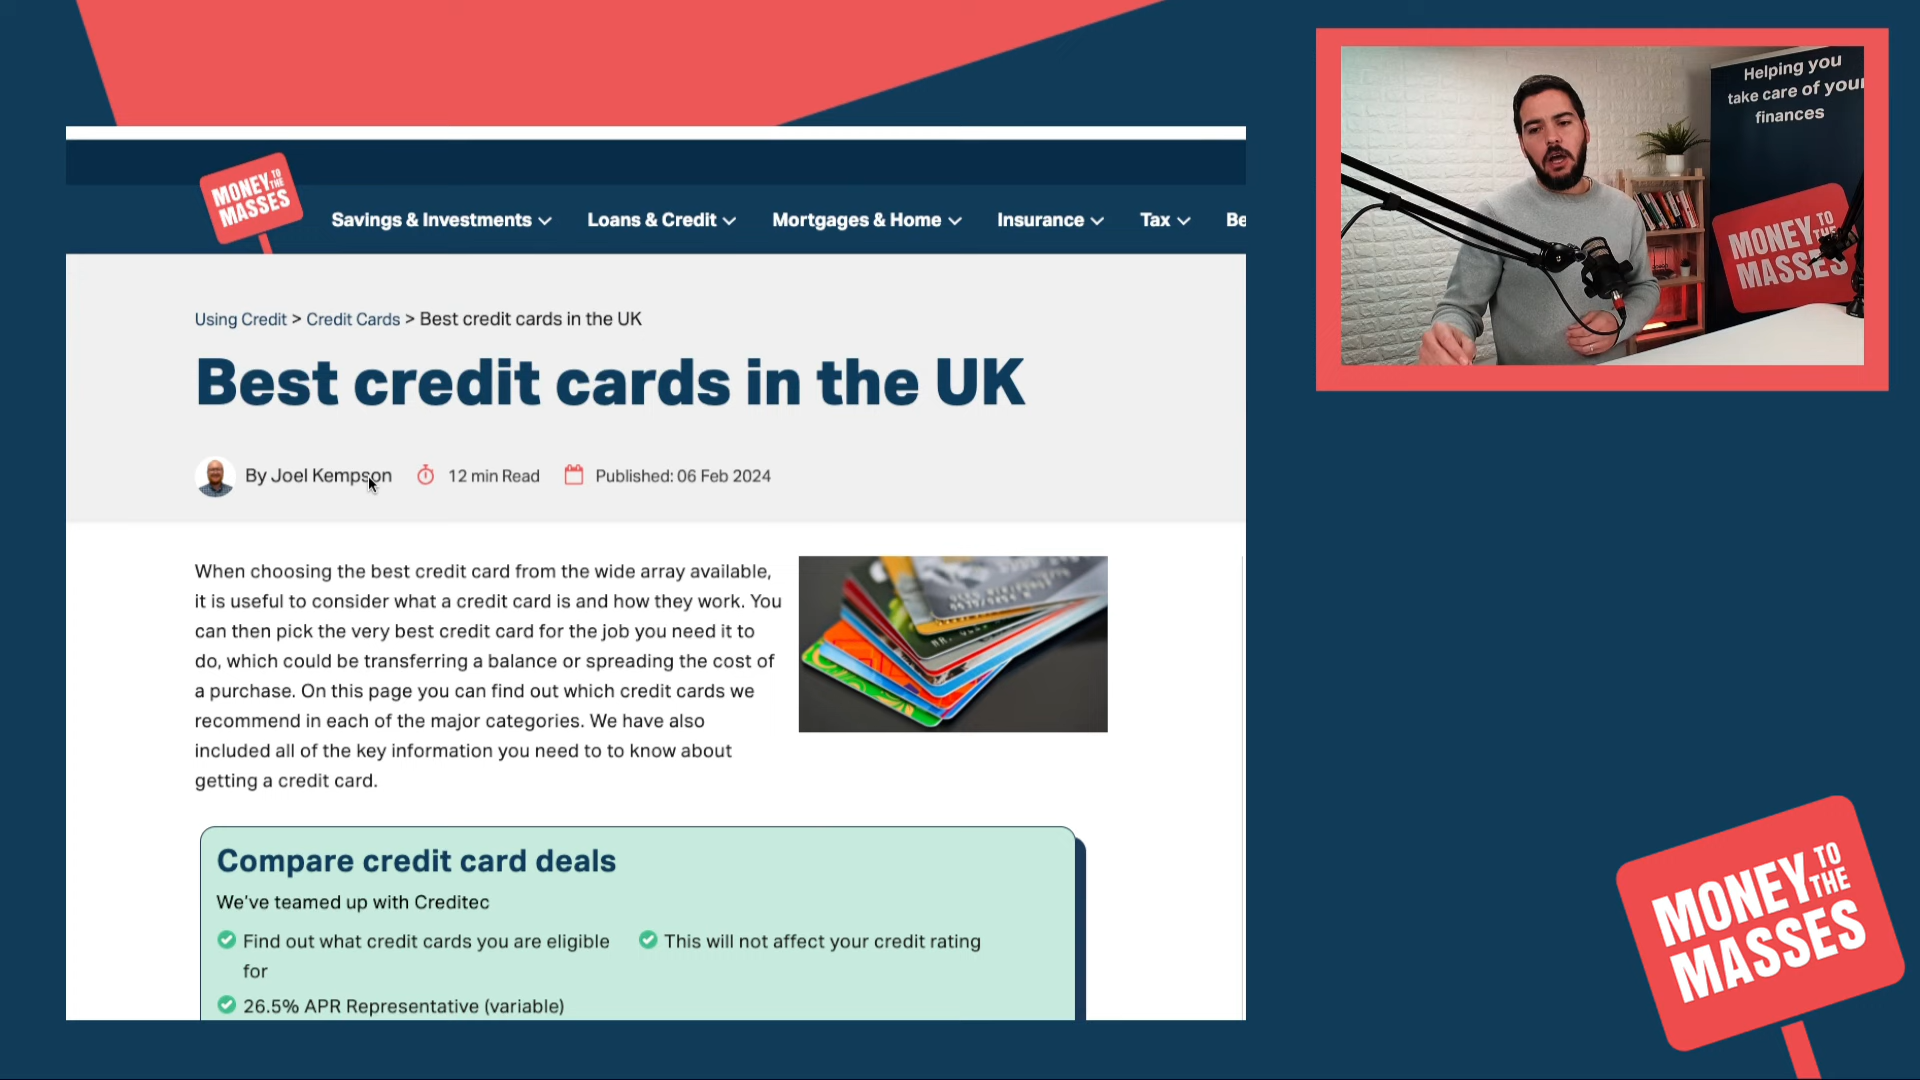 MONEY TO THE MASSES
Savings & Investments
Loans & Credit
Mortgages & Home
Insurance
Tax
Be
Using Credit > Credit Cards > Best credit cards in the UK
Best credit cards in the UK
By Joel Kempson
12 min Read
Published: 06 Feb 2024
When choosing the best credit card from the wide array available,
it is useful to consider what a credit card is and how they work. You
can then pick the very best credit card for the job you need it to
do, which could be transferring a balance or spreading the cost of
a purchase. On this page you can find out which credit cards we
recommend in each of the major categories. We have also
included all of the key information you need to to know about
getting a credit card.
Compare credit card deals
We've teamed up with Creditec
Find out what credit cards you are eligible
for
This will not affect your credit rating
26.5% APR Representative (variable)
Helping you
take care of your
finances
MONEY TO THE
MASSES
MONEY TO THE
MASSES